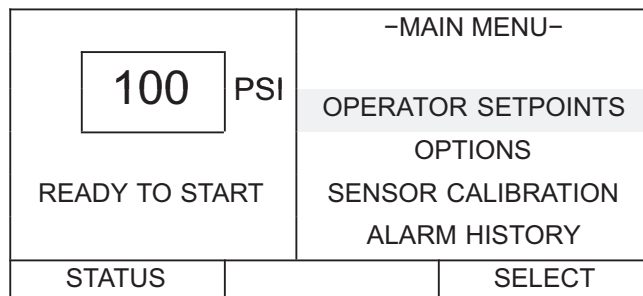 −MAIN MENU−
100 PSI
OPERATOR SETPOINTS
OPTIONS
READY TO START
SENSOR CALIBRATION
ALARM HISTORY
STATUS
SELECT